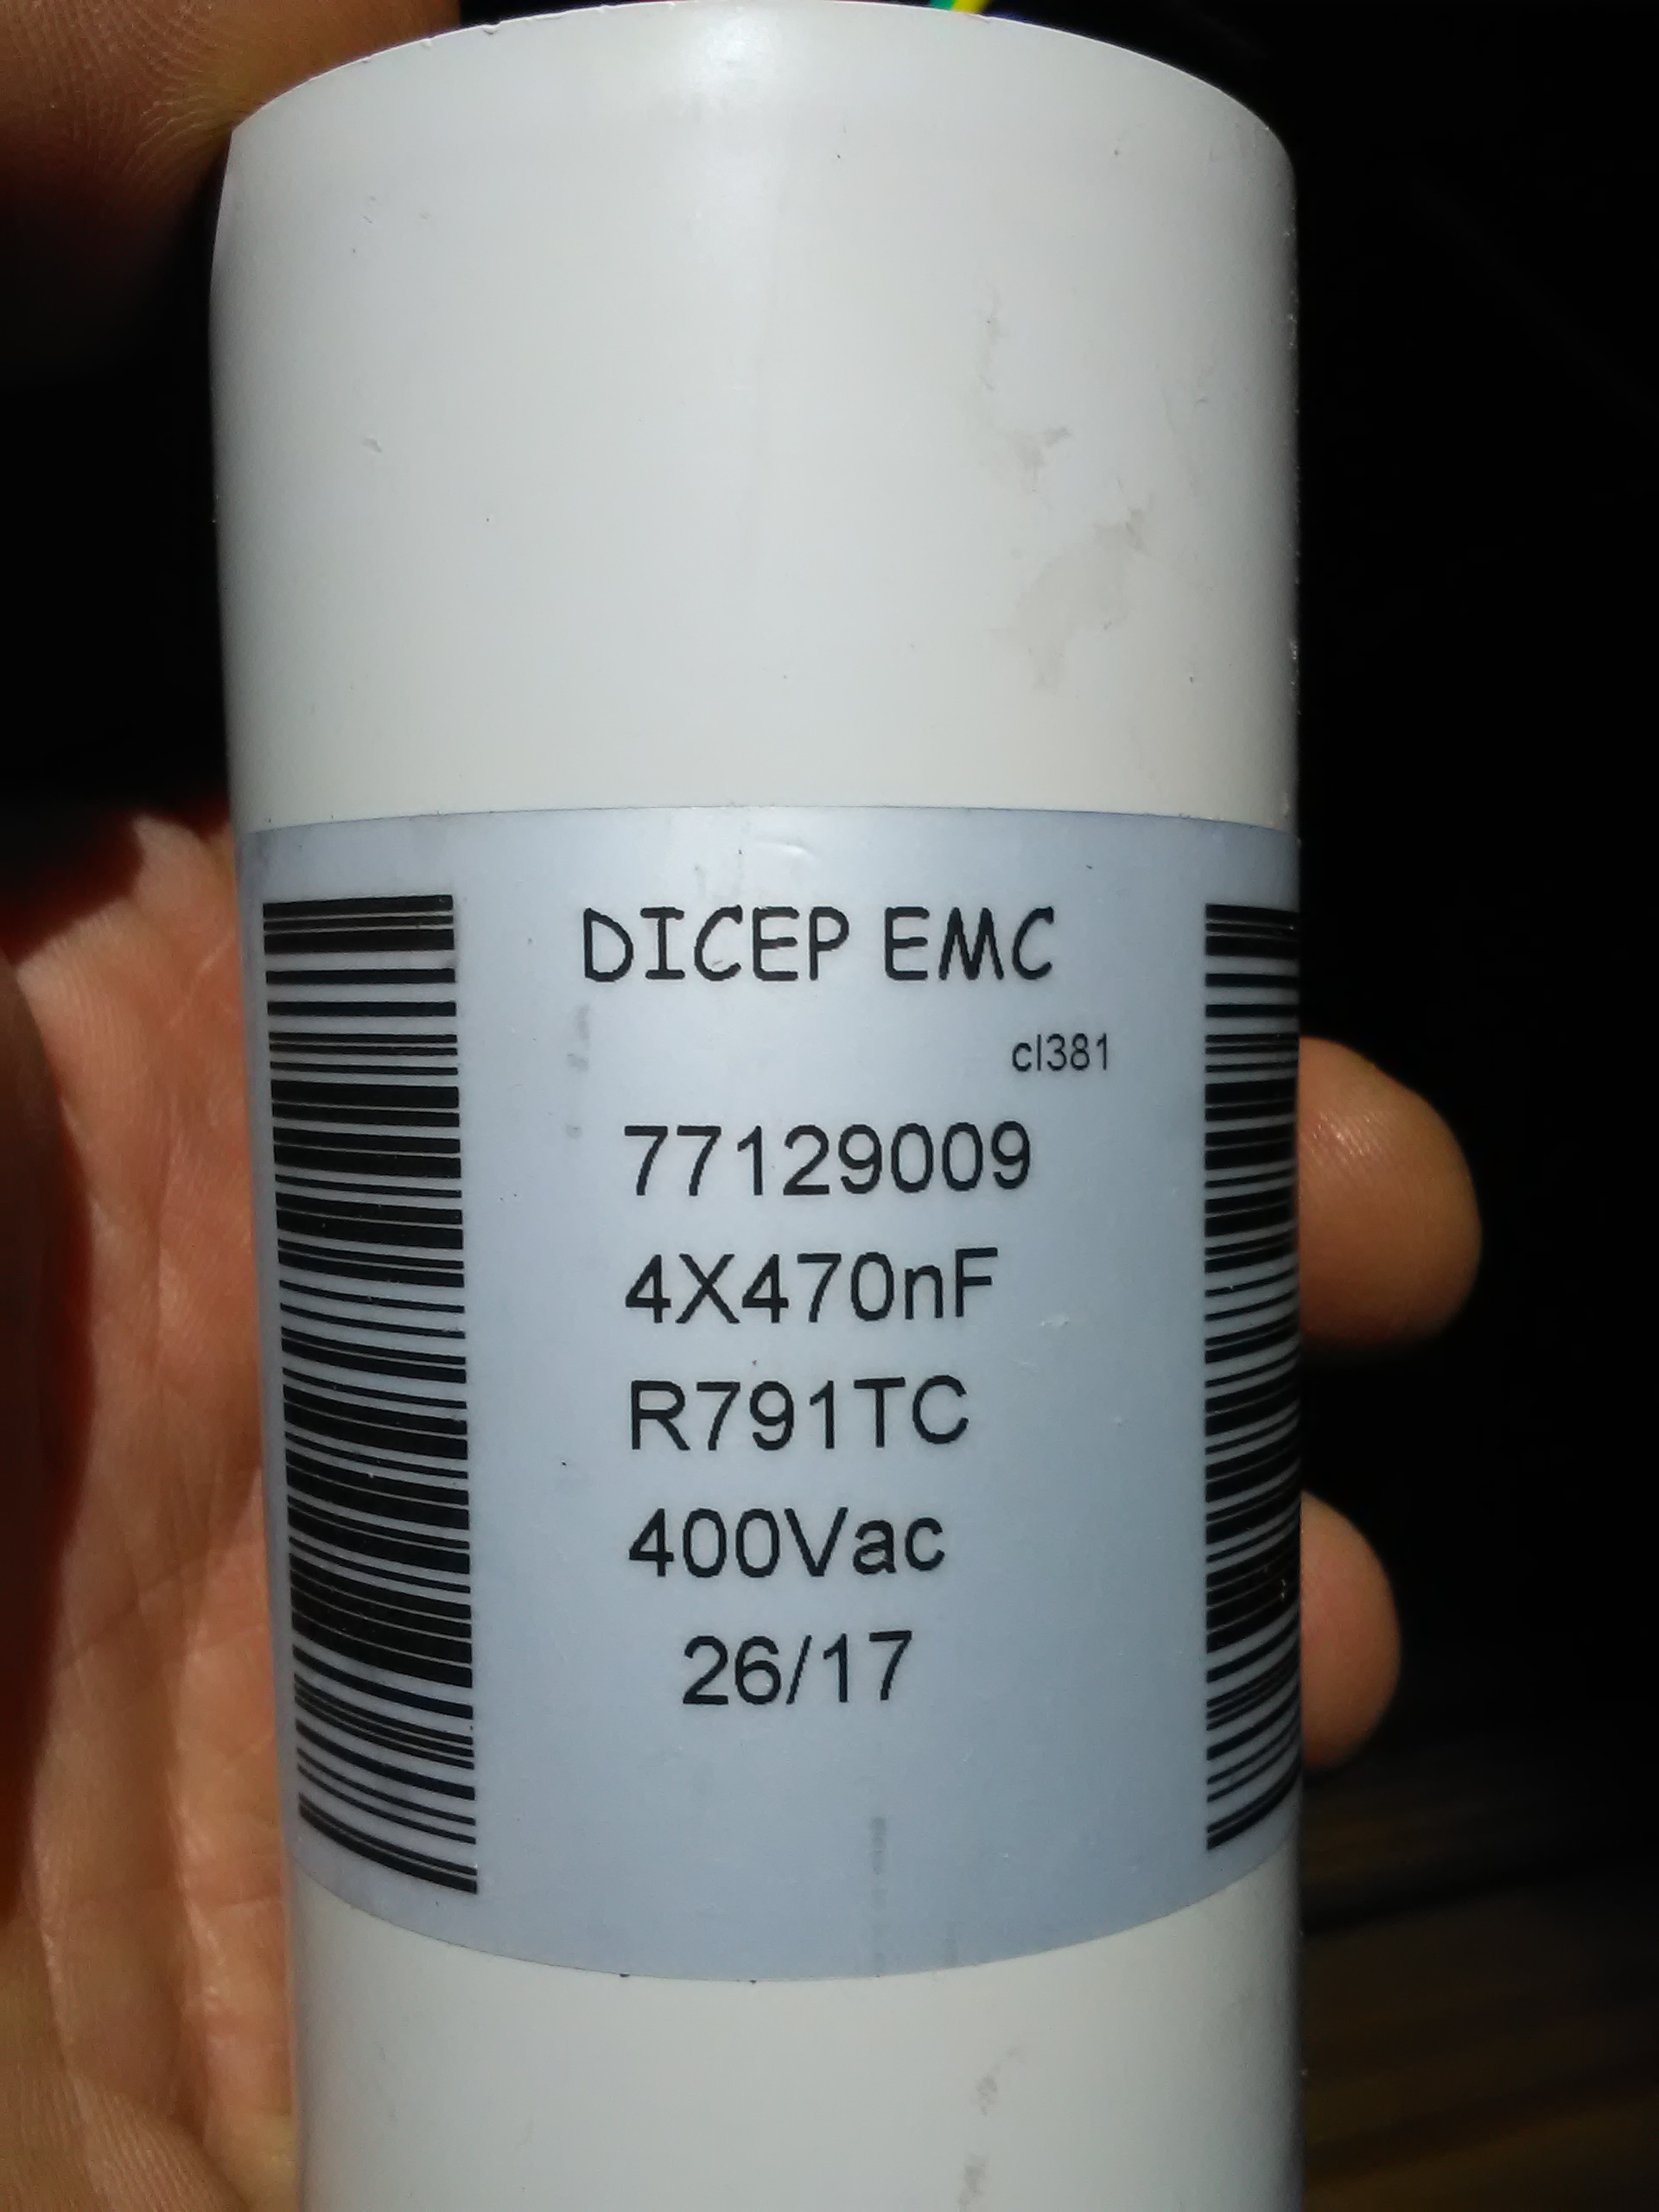 DICEP EMC
cl381
77129009
4X470nF
R791TC
400Vac
26/17